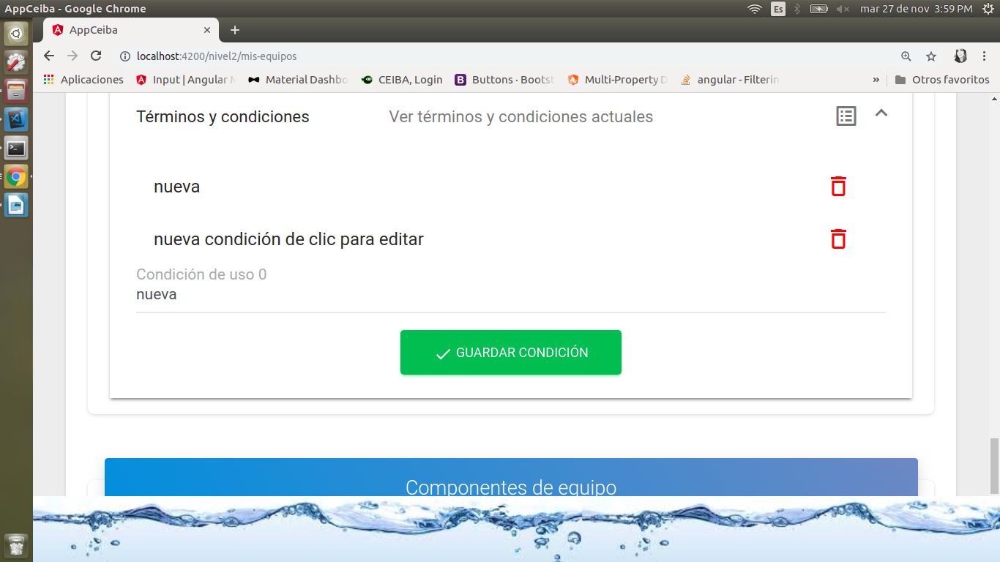 AppCeiba - Google Chrome
Es
mar 27 de nov 3:59 PM
AppCeiba
localhost:4200/nivel2/mis-equipos
Aplicaciones
Input | Angular
Material Dashbo
CEIBA, Login
B Buttons · Boots
Multi-Property D
angular - Filterin
»
Otros favoritos
Términos y condiciones
Ver términos y condiciones actuales
nueva
nueva condición de clic para editar
Condición de uso 0
nueva
GUARDAR CONDICIÓN
Componentes de equipo